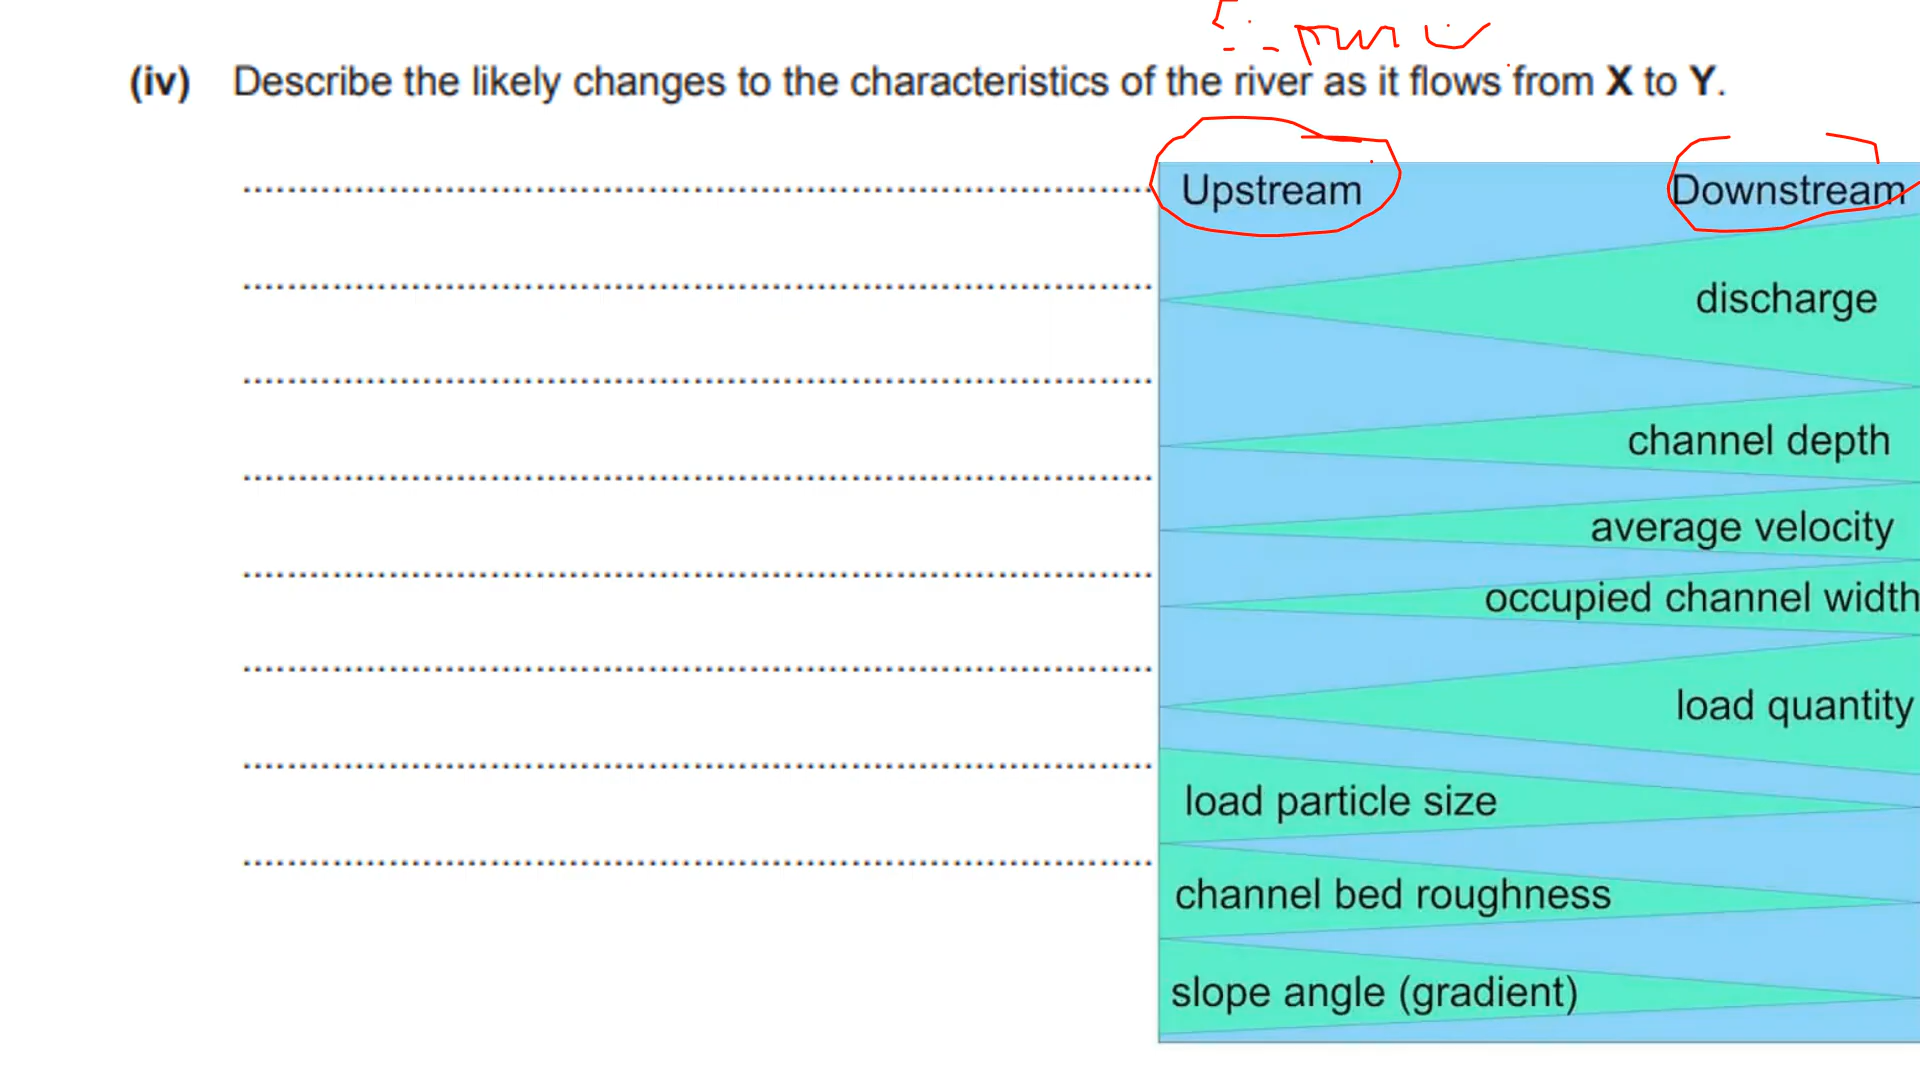 (iv) Describe the likely changes to the characteristics of the river as it flows from X to Y.
Upstream Downstream
discharge
channel depth
average velocity
occupied channel width
load quantity
load particle size
channel bed roughness
slope angle (gradient)